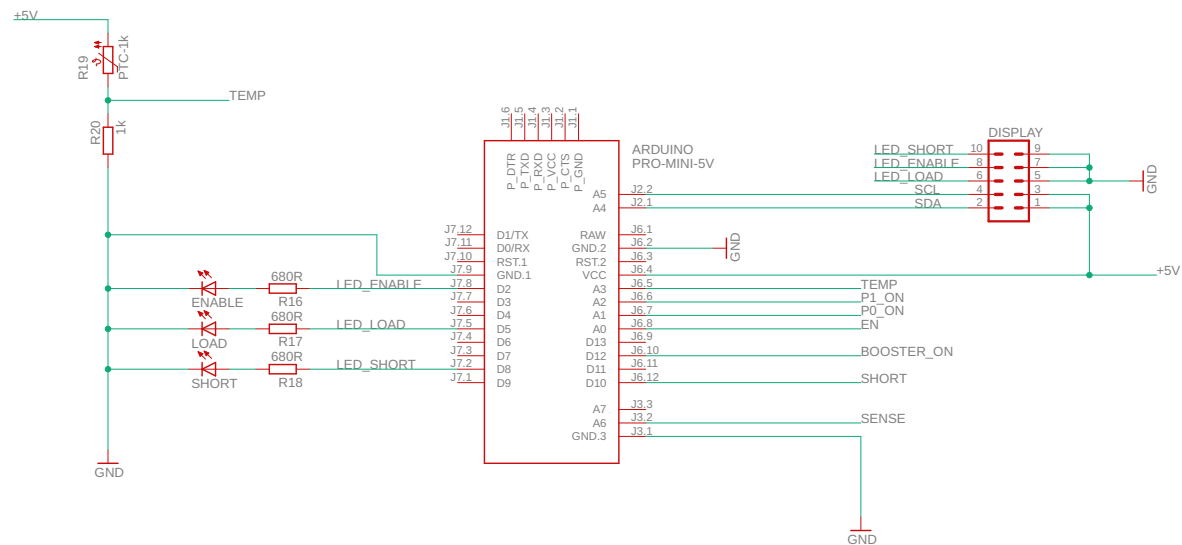 +5V
R19
PTC-1k
TEMP
R20
1k
J1.6
J1.5
J1.4
J1.3
J1.2
J1.1
P_DTR
P_TXD
P_RXD
P_VCC
P_CTS
P_GND
ARDUINO
PRO-MINI-5V
A5 J2.2
A4 J2.1
J7.12 D1/TX
J7.11 D0/RX
J7.10 RST.1
J7.9 GND.1
J7.8 D2
J7.7 D3
J7.6 D4
J7.5 D5
J7.4 D6
J7.3 D7
J7.2 D8
J7.1 D9
RAW J6.1
GND.2 J6.2
RST.2 J6.3
VCC J6.4
A3 J6.5
A2 J6.6
A1 J6.7
A0 J6.8
D13 J6.9
D12 J6.10
D11 J6.11
D10 J6.12
A7 J3.3
A6 J3.2
GND.3 J3.1
680R
LED_ENABLE
ENABLE
R16
680R
LED_LOAD
LOAD
R17
680R
LED_SHORT
SHORT
R18
GND
DISPLAY
LED_SHORT 10 9
LED_ENABLE 8 7
LED_LOAD 6 5
SCL 4 3
SDA 2 1
GND
GND
+5V
TEMP
P1_ON
P0_ON
EN
BOOSTER_ON
SHORT
SENSE
GND